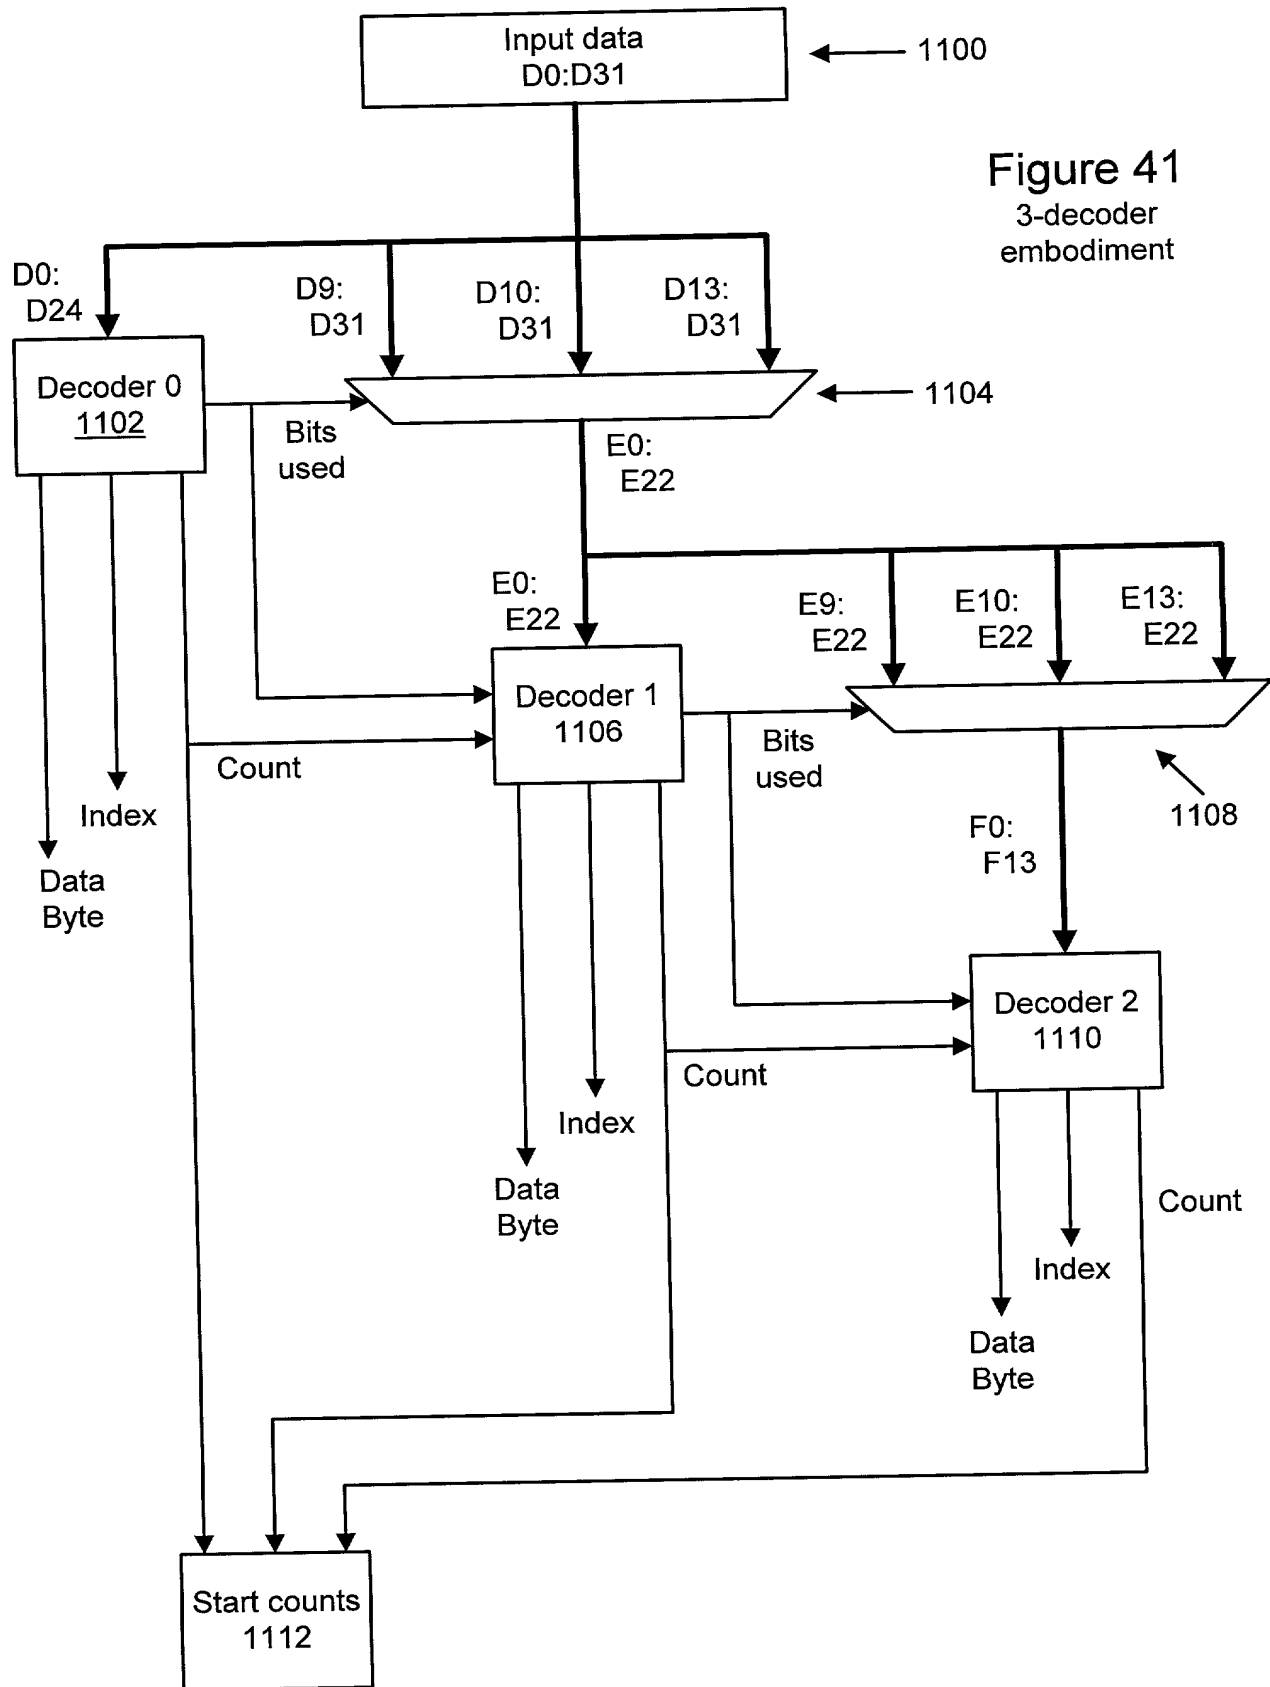 Input data
D0:D31
1100
Figure 41
3-decoder
embodiment
D0:
D24
D9:
D31
D10:
D31
D13:
D31
Decoder 0
1102
1104
Bits
used
E0:
E22
E0:
E22
E9:
E22
E10:
E22
E13:
E22
Decoder 1
1106
Bits
used
Count
Index
1108
Data
Byte
F0:
F13
Decoder 2
1110
Count
Index
Data
Byte
Count
Index
Data
Byte
Start counts
1112